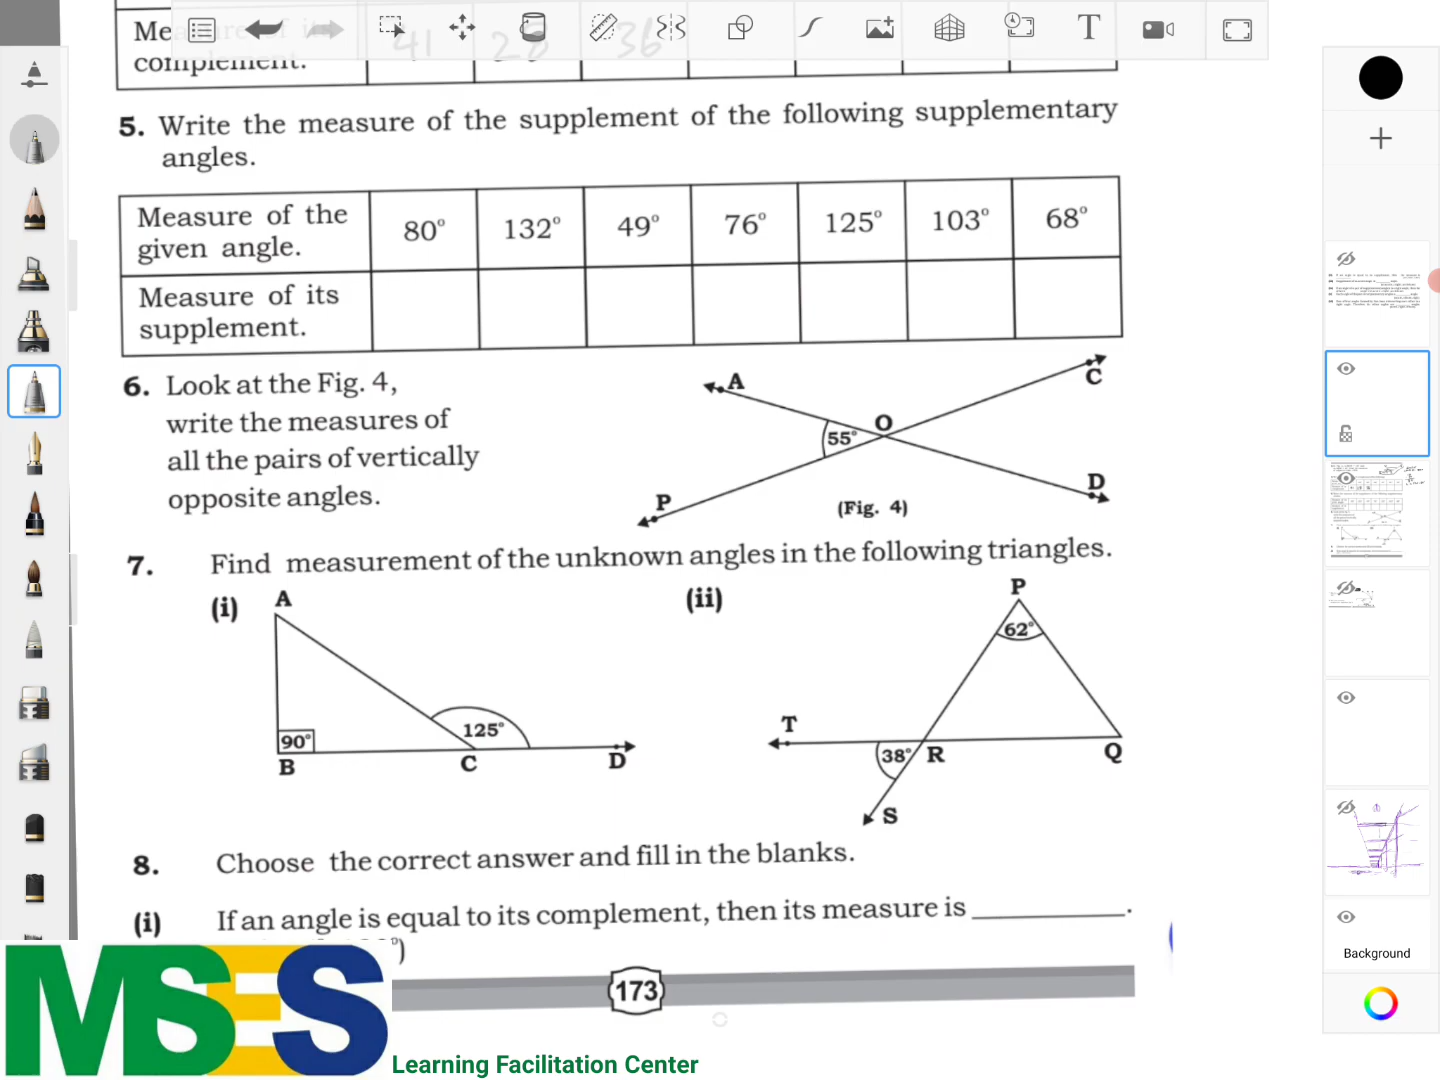 complement.
41 28 36
5. Write the measure of the supplement of the following supplementary
angles.
Measure of the given angle. 80° 132° 49° 76° 125° 103° 68°
Measure of its supplement.
6. Look at the Fig. 4,
write the measures of
all the pairs of vertically
opposite angles.
A
C
O
55°
P
D
(Fig. 4)
7. Find measurement of the unknown angles in the following triangles.
(i)
A
90°
125°
B
C
D
(ii)
P
62°
T
38°
R
Q
S
8. Choose the correct answer and fill in the blanks.
(i) If an angle is equal to its complement, then its measure is __________.
173
MSES
Learning Facilitation Center
T
Background